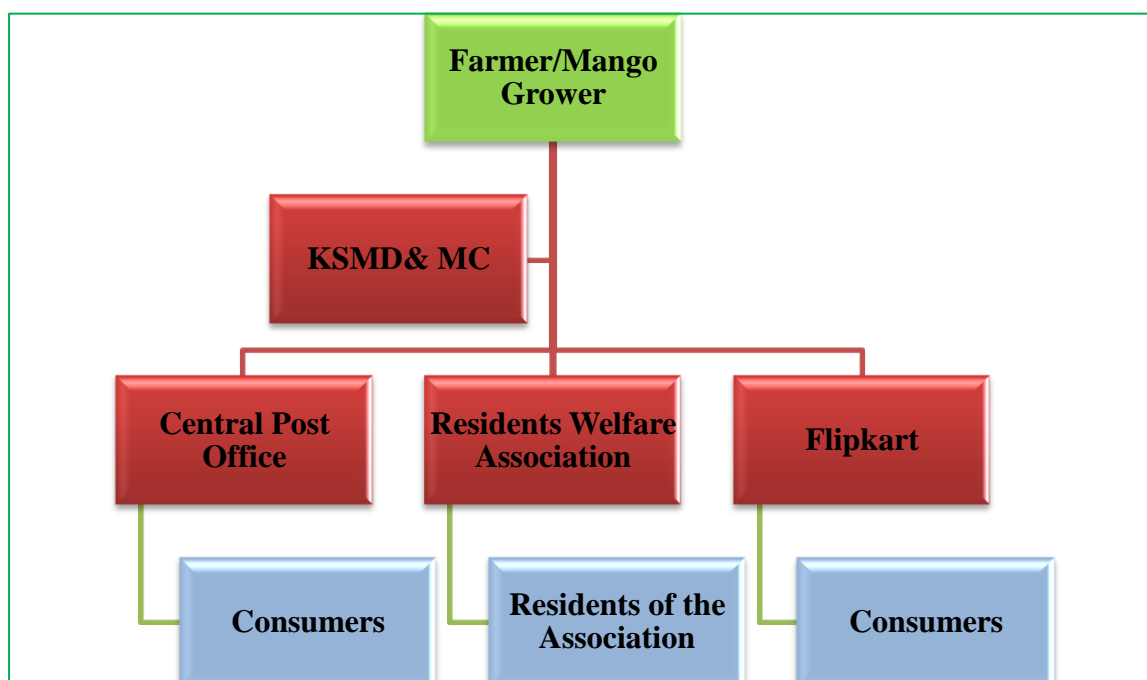 Farmer/Mango
Grower
KSMD& MC
Central Post
Office
Residents Welfare
Association
Flipkart
Consumers
Residents of the
Association
Consumers